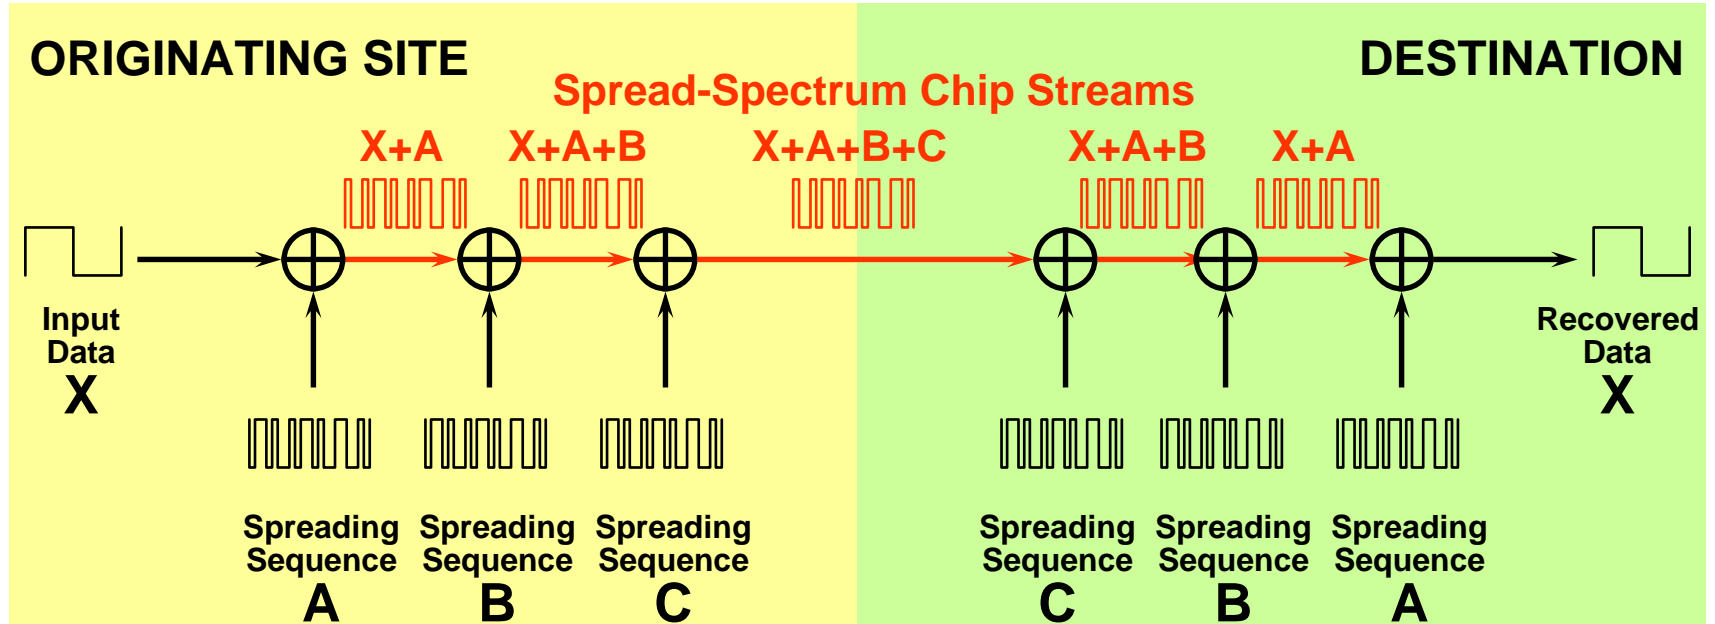 ORIGINATING SITE
DESTINATION
Spread-Spectrum Chip Streams
X+A
X+A+B
X+A+B+C
X+A+B
X+A
Input
Data
X
Recovered
Data
X
Spreading
Sequence
A
Spreading
Sequence
B
Spreading
Sequence
C
Spreading
Sequence
C
Spreading
Sequence
B
Spreading
Sequence
A